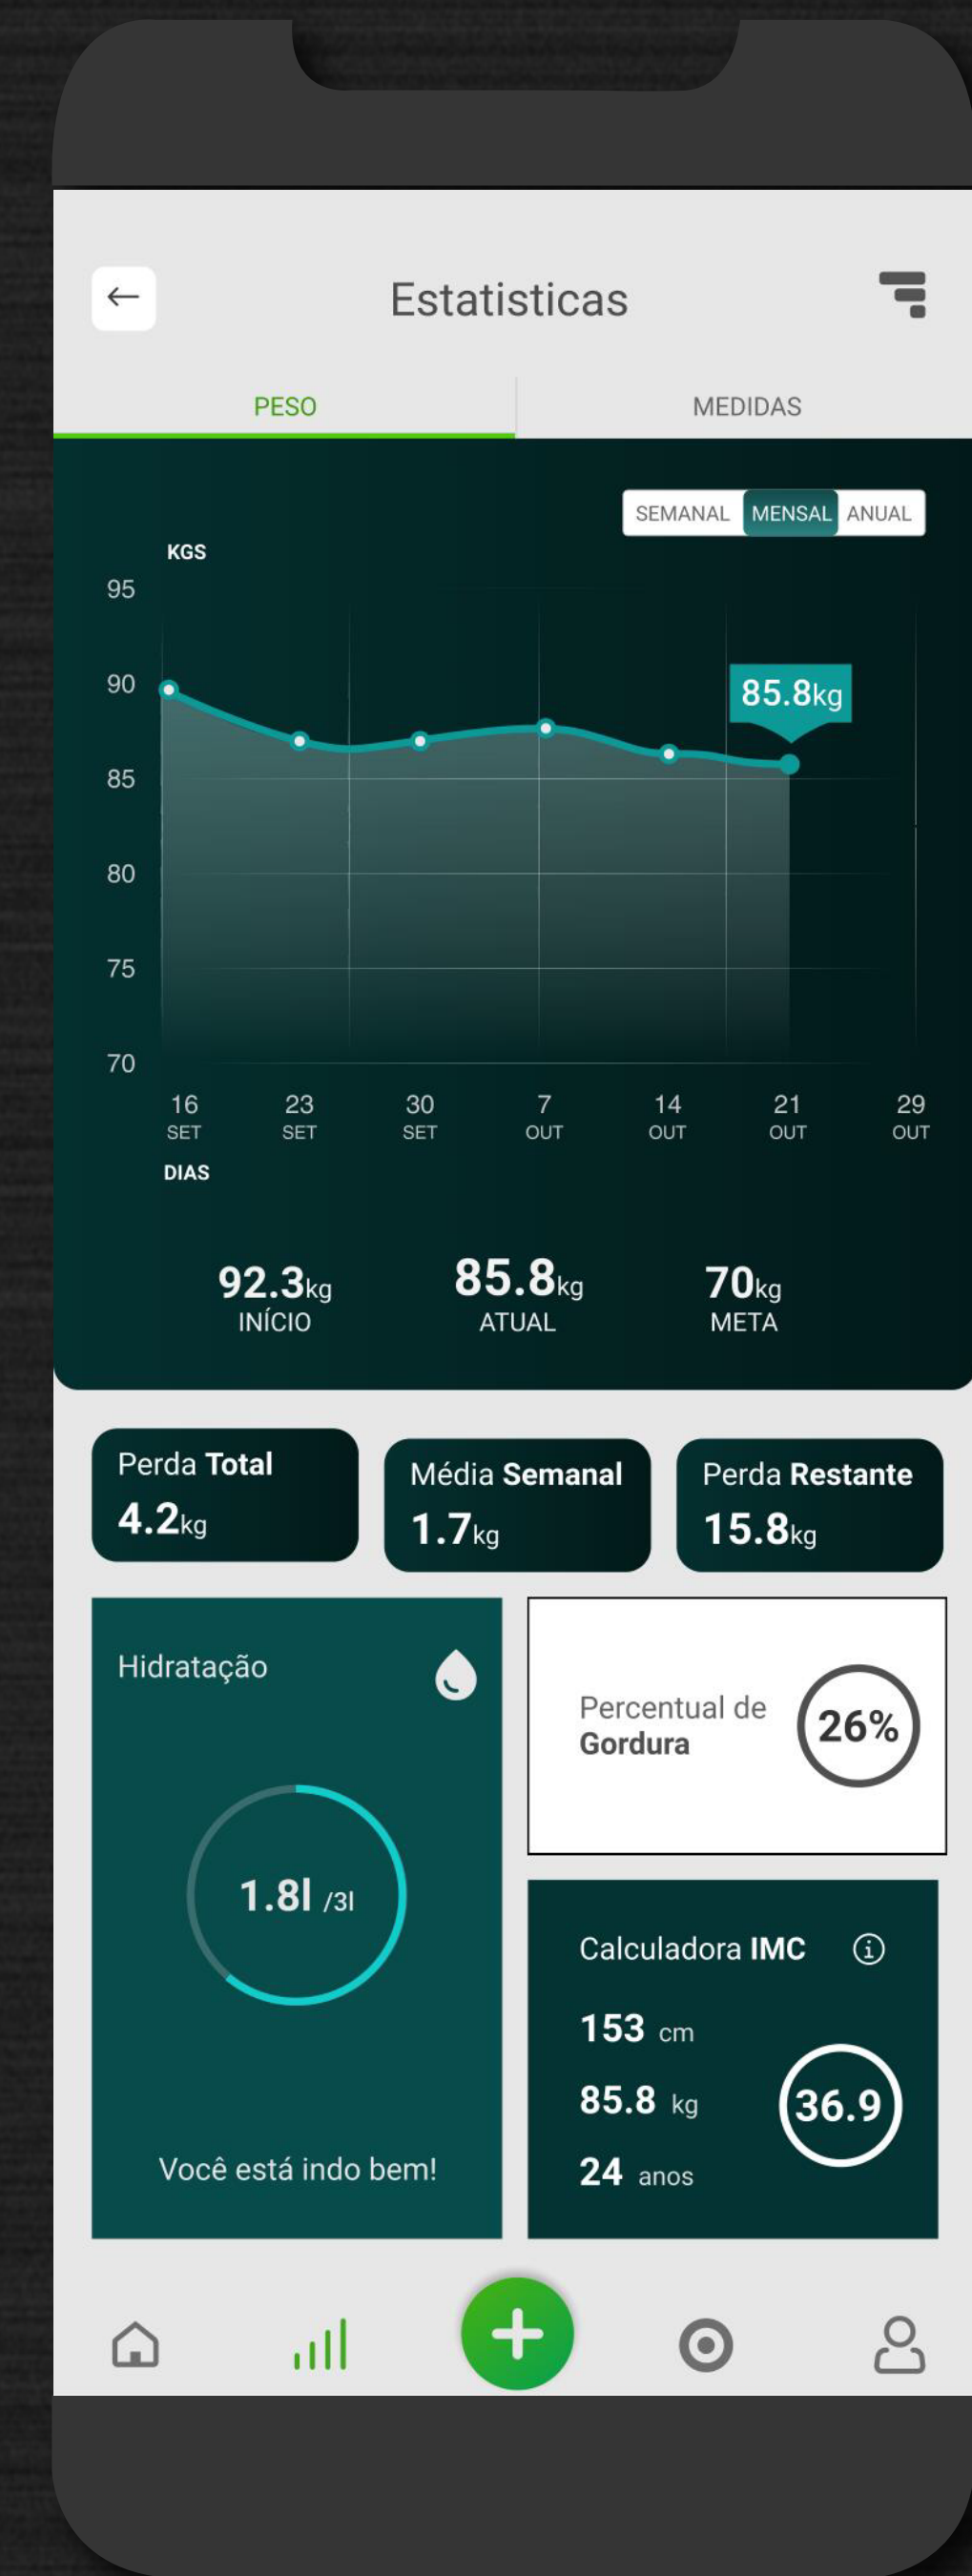 Estatisticas
PESO
MEDIDAS
SEMANAL MENSAL ANUAL
KGS
95
90
85.8kg
85
80
75
70
16 23 30 7 14 21 29
SET SET SET OUT OUT OUT OUT
DIAS
92.3kg 85.8kg 70kg
INÍCIO ATUAL META
Perda Total
4.2kg
Média Semanal
1.7kg
Perda Restante
15.8kg
Hidratação
1.8l /3l
Você está indo bem!
Percentual de
Gordura
26%
Calculadora IMC
153 cm
85.8 kg
24 anos
36.9